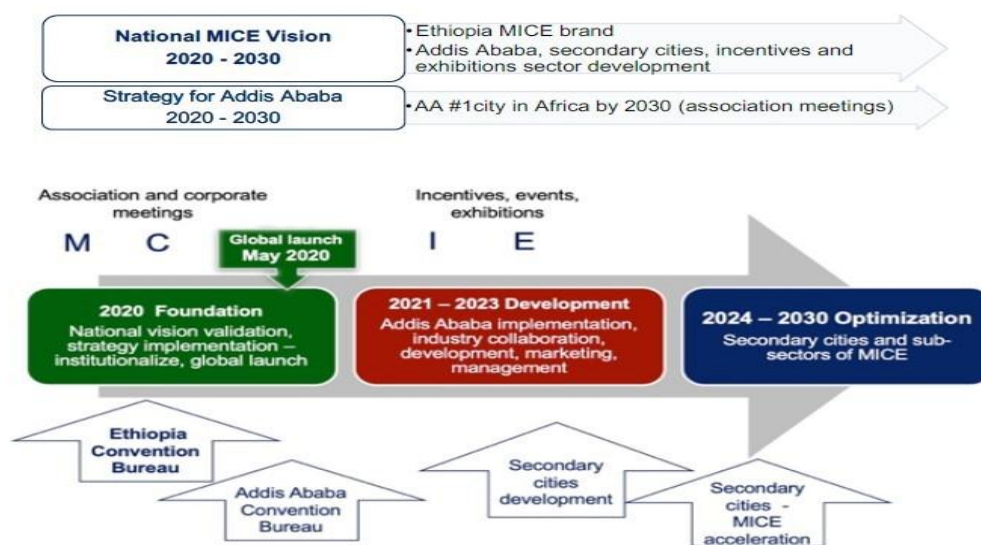 National MICE Vision
2020 - 2030
• Ethiopia MICE brand
• Addis Ababa, secondary cities, incentives and
exhibitions sector development
Strategy for Addis Ababa
2020 - 2030
• AA #1city in Africa by 2030 (association meetings)
Association and corporate
meetings
M C
Global launch
May 2020
Incentives, events,
exhibitions
I E
2020 Foundation
National vision validation,
strategy implementation –
institutionalize, global launch
2021 – 2023 Development
Addis Ababa implementation,
industry collaboration,
development, marketing,
management
2024 – 2030 Optimization
Secondary cities and sub-
sectors of MICE
Ethiopia
Convention
Bureau
Addis Ababa
Convention
Bureau
Secondary
cities
development
Secondary
cities -
MICE
acceleration